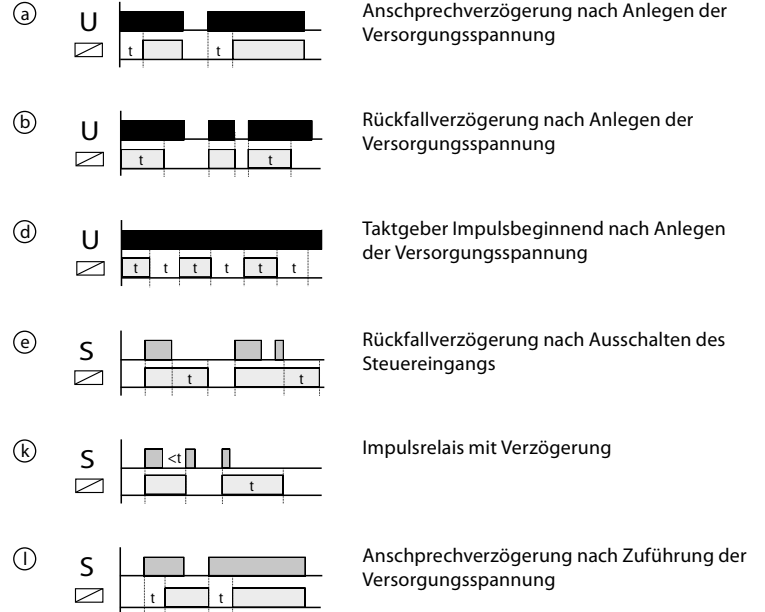 ⓐ U Anschprechverzögerung nach Anlegen der
t t Versorgungsspannung
ⓑ U Rückfallverzögerung nach Anlegen der
t t Versorgungsspannung
ⓓ U Taktgeber Impulsbeginnend nach Anlegen
t t t t t t der Versorgungsspannung
ⓔ S Rückfallverzögerung nach Ausschalten des
Steuereingangs
t t
ⓚ S <t Impulsrelais mit Verzögerung
t
ⓛ S Anschprechverzögerung nach Zuführung der
Versorgungsspannung
t t